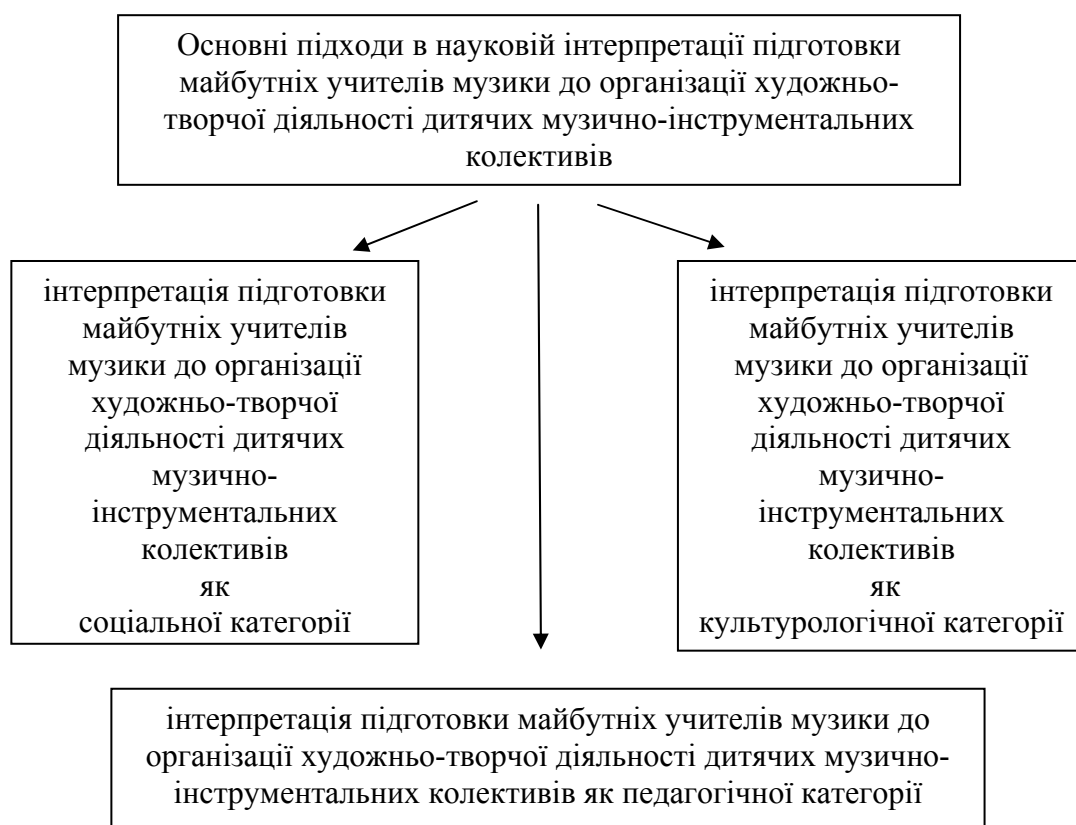 Основні підходи в науковій інтерпретації підготовки
майбутніх учителів музики до організації художньо-
творчої діяльності дитячих музично-інструментальних
колективів
інтерпретація підготовки
майбутніх учителів
музики до організації
художньо-творчої
діяльності дитячих
музично-
інструментальних
колективів
як
соціальної категорії
інтерпретація підготовки
майбутніх учителів
музики до організації
художньо-творчої
діяльності дитячих
музично-
інструментальних
колективів
як
культурологічної категорії
інтерпретація підготовки майбутніх учителів музики до
організації художньо-творчої діяльності дитячих музично-
інструментальних колективів як педагогічної категорії